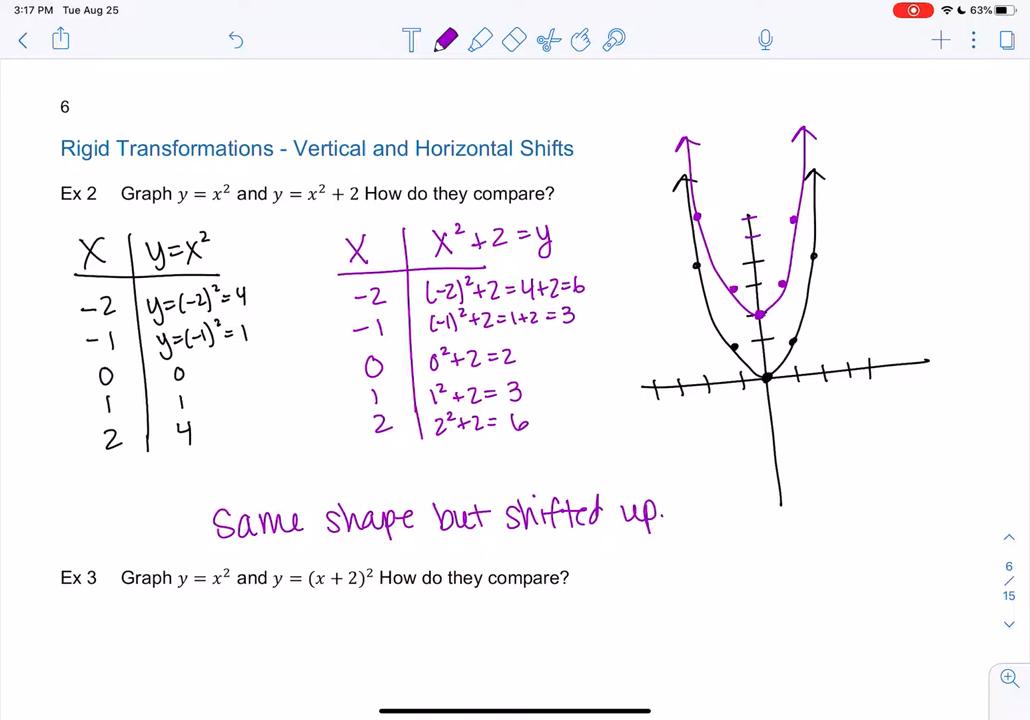 3:17 PM Tue Aug 25
63%
T
6
Rigid Transformations - Vertical and Horizontal Shifts
Ex 2 Graph y = x² and y = x² + 2 How do they compare?
X y=x²
-2 y=(-2)²=4
-1 y=(-1)²=1
0 0
1 1
2 4
X x²+2=y
-2 (-2)²+2=4+2=6
-1 (-1)²+2=1+2=3
0 0²+2=2
1 1²+2=3
2 2²+2=6
Same shape but shifted up.
Ex 3 Graph y = x² and y = (x + 2)² How do they compare?
6
/
15